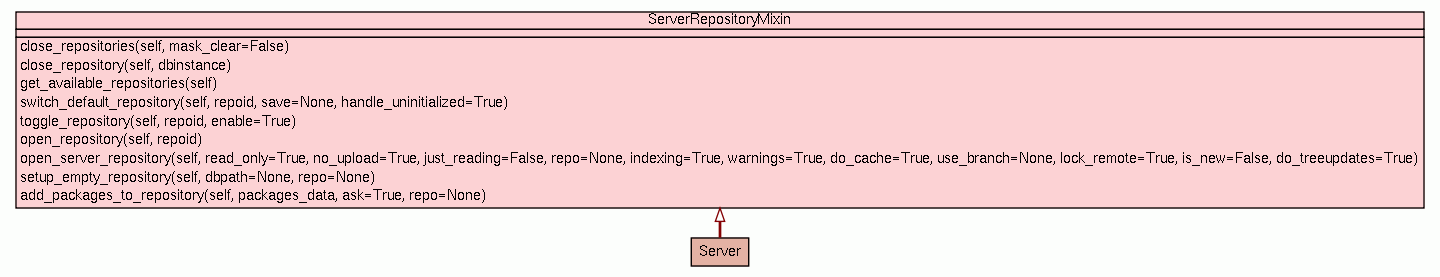 ServerRepositoryMixin
close_repositories(self, mask_clear=False)
close_repository(self, dbinstance)
get_available_repositories(self)
switch_default_repository(self, repoid, save=None, handle_uninitialized=True)
toggle_repository(self, repoid, enable=True)
open_repository(self, repoid)
open_server_repository(self, read_only=True, no_upload=True, just_reading=False, repo=None, indexing=True, warnings=True, do_cache=True, use_branch=None, lock_remote=True, is_new=False, do_treeupdates=True)
setup_empty_repository(self, dbpath=None, repo=None)
add_packages_to_repository(self, packages_data, ask=True, repo=None)
Server